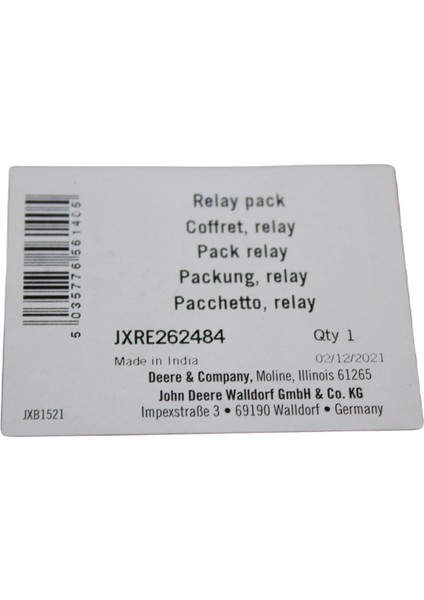 Relay pack
Coffret, relay
Pack relay
Packung, relay
Pacchetto, relay
5 035776 561405
JXRE262484 Qty 1
Made in India 02/12/2021
Deere & Company, Moline, Illinois 61265
John Deere Walldorf GmbH & Co. KG
JXB1521 Impexstraße 3 • 69190 Walldorf • Germany